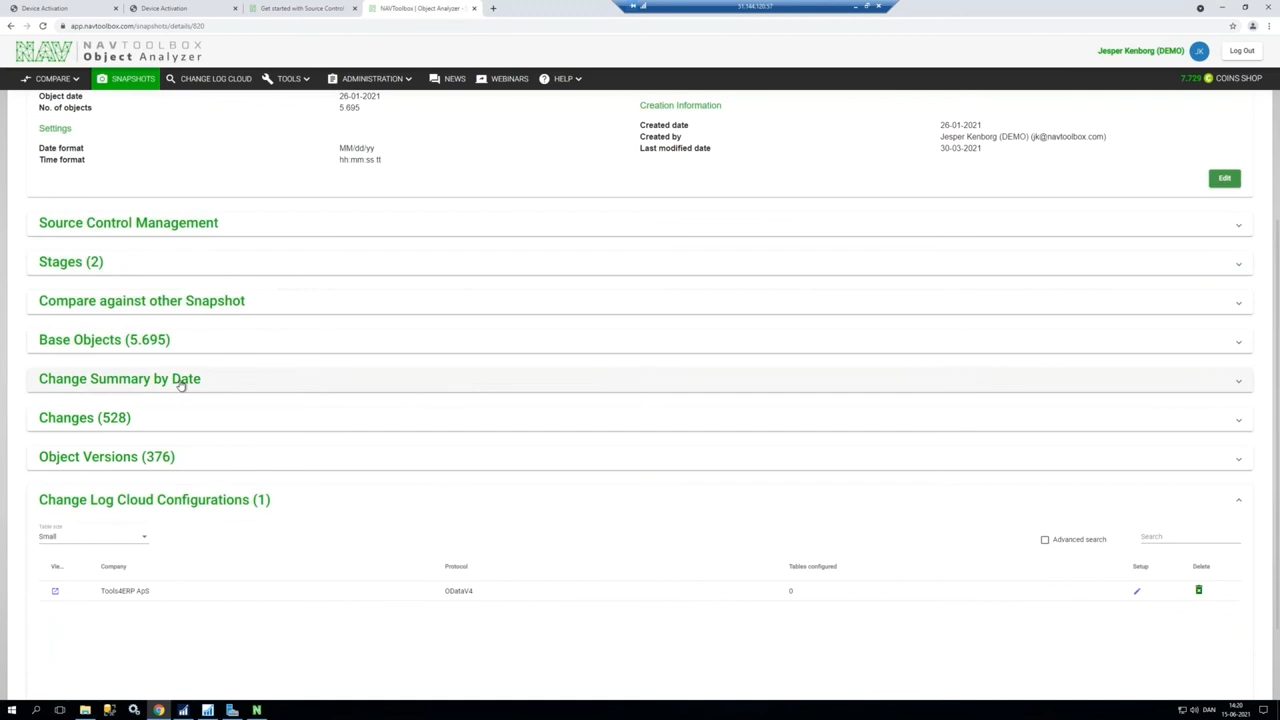 Device Activation
Device Activation
Get started with Source Control
NAVToolbox | Object Analyzer - S
51.144.120.57
app.navtoolbox.com/snapshots/details/820
NAV NAVTOOLBOX
Object Analyzer
Jesper Kenborg (DEMO) JK Log Out
COMPARE SNAPSHOTS CHANGE LOG CLOUD TOOLS ADMINISTRATION NEWS WEBINARS HELP 7.729 C COINS SHOP
Object date 26-01-2021
No. of objects 5.695
Settings
Date format MM/dd/yy
Time format hh:mm:ss tt
Creation Information
Created date 26-01-2021
Created by Jesper Kenborg (DEMO) (jk@navtoolbox.com)
Last modified date 30-03-2021
Edit
Source Control Management
Stages (2)
Compare against other Snapshot
Base Objects (5.695)
Change Summary by Date
Changes (528)
Object Versions (376)
Change Log Cloud Configurations (1)
Table size
Small
Advanced search
Search
Vie... Company Protocol Tables configured Setup Delete
Tools4ERP ApS ODataV4 0
DAN
14:20
15-06-2021